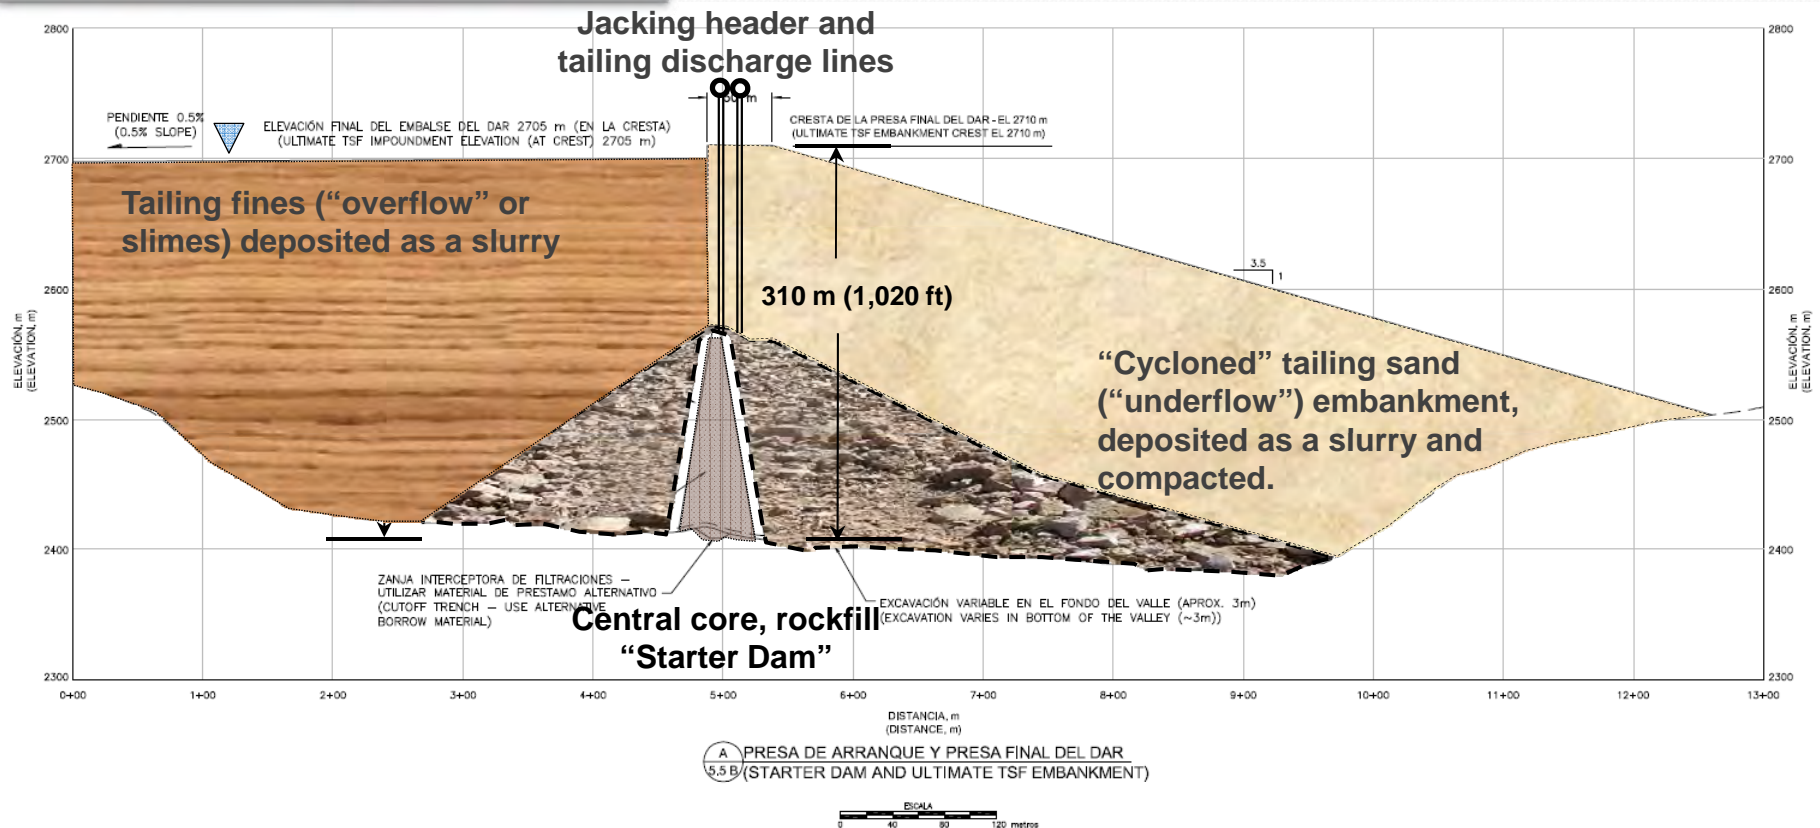 Jacking header and
tailing discharge lines
2800
2800
PENDIENTE 0.5%
(0.5% SLOPE)
ELEVACIÓN FINAL DEL EMBALSE DEL DAR 2705 m (EN LA CRESTA)
(ULTIMATE TSF IMPOUNDMENT ELEVATION (AT CREST) 2705 m)
m
CRESTA DE LA PRESA FINAL DEL DAR - EL 2710 m
(ULTIMATE TSF EMBANKMENT CREST EL 2710 m)
2700
2700
Tailing fines (“overflow” or
slimes) deposited as a slurry
3.5
1
2600
2600
310 m (1,020 ft)
ELEVACIÓN, m
(ELEVATION, m)
ELEVACIÓN, m
(ELEVATION, m)
“Cycloned” tailing sand
(“underflow”) embankment,
deposited as a slurry and
compacted.
2500
2500
2400
2400
ZANJA INTERCEPTORA DE FILTRACIONES –
UTILIZAR MATERIAL DE PRESTAMO ALTERNATIVO
(CUTOFF TRENCH – USE ALTERNATIVE
BORROW MATERIAL)
EXCAVACIÓN VARIABLE EN EL FONDO DEL VALLE (APROX. 3m)
(EXCAVATION VARIES IN BOTTOM OF THE VALLEY (~3m))
Central core, rockfill
“Starter Dam”
2300
2300
0+00 1+00 2+00 3+00 4+00 5+00 6+00 7+00 8+00 9+00 10+00 11+00 12+00 13+00
DISTANCIA, m
(DISTANCE, m)
A
5.5 B
PRESA DE ARRANQUE Y PRESA FINAL DEL DAR
(STARTER DAM AND ULTIMATE TSF EMBANKMENT)
ESCALA
0 40 80 120 metros